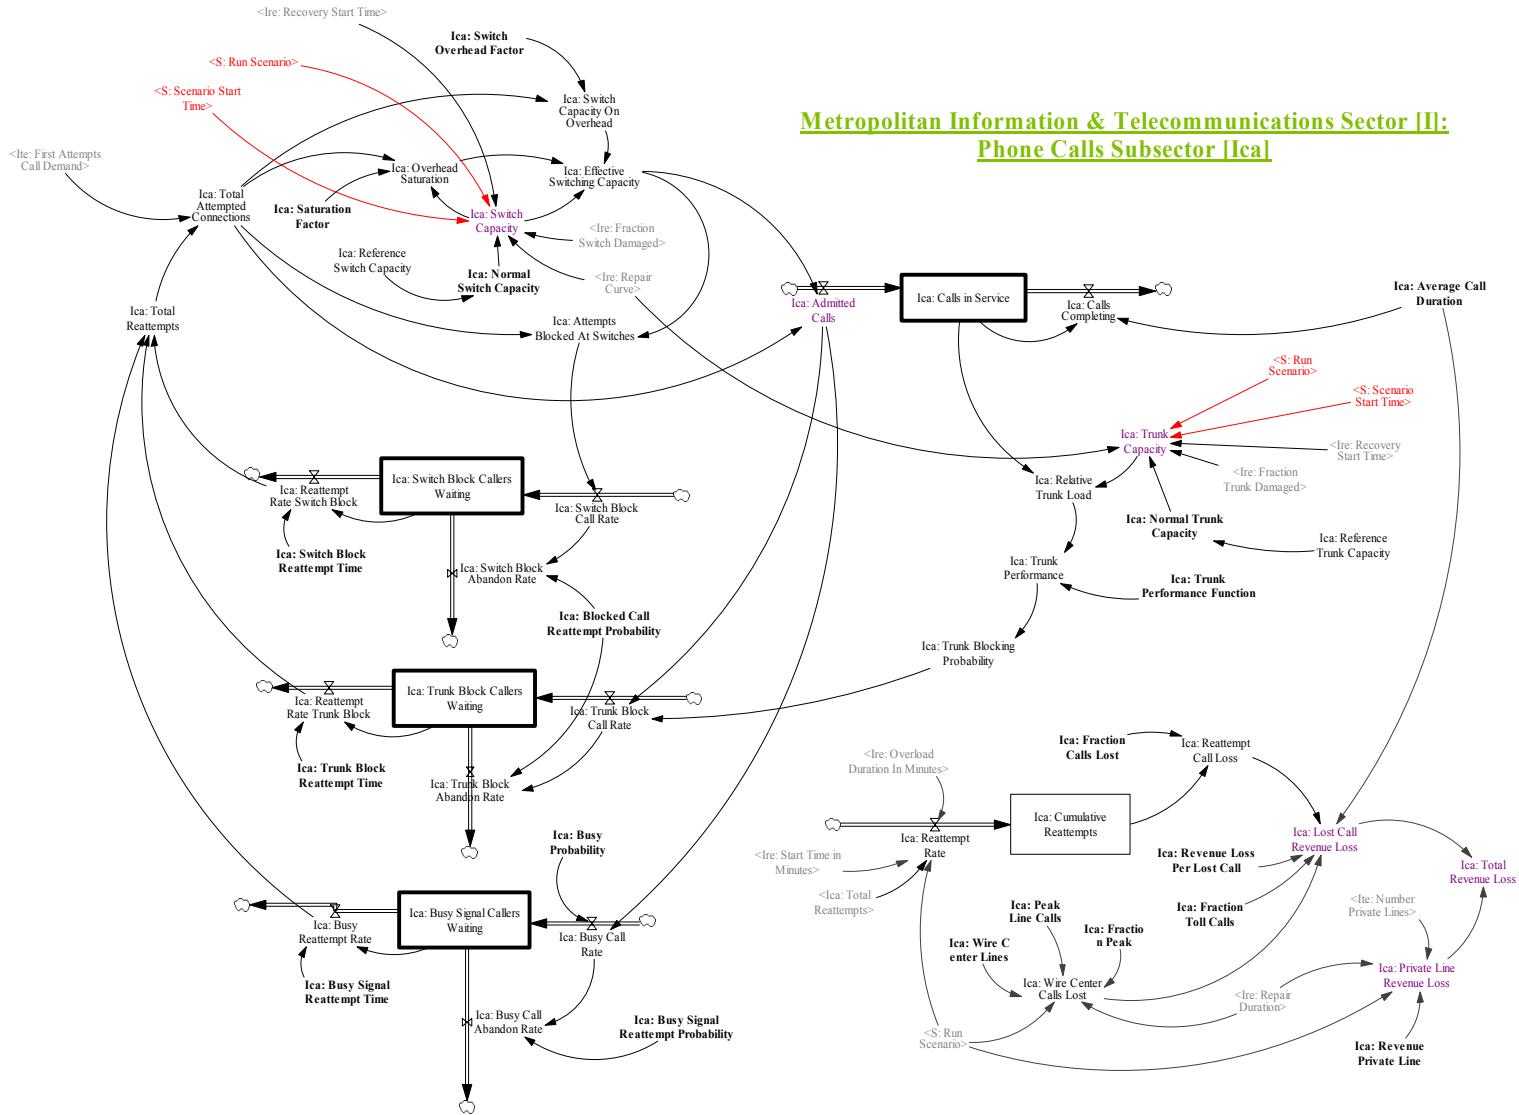 <Ire: Recovery Start Time>
Ica: Switch
Overhead Factor
<S: Run Scenario>
<S: Scenario Start
Time>
Ica: Switch
Capacity On
Overhead
Metropolitan Information & Telecommunications Sector [I]:
Phone Calls Subsector [Ica]
<Ite: First Attempts
Call Demand>
Ica: Overhead
Saturation
Ica: Effective
Switching Capacity
Ica: Total
Attempted
Connections
Ica: Saturation
Factor
Ica: Switch
Capacity
<Ire: Fraction
Switch Damaged>
Ica: Reference
Switch Capacity
Ica: Normal
Switch Capacity
<Ire: Repair
Curve>
Ica: Total
Reattempts
Ica: Attempts
Blocked At Switches
Ica: Admitted
Calls
Ica: Calls in Service
Ica: Calls
Completing
Ica: Average Call
Duration
<S: Run
Scenario>
<S: Scenario
Start Time>
Ica: Trunk
Capacity
<Ire: Recovery
Start Time>
<Ire: Fraction
Trunk Damaged>
Ica: Relative
Trunk Load
Ica: Normal Trunk
Capacity
Ica: Reference
Trunk Capacity
Ica: Switch Block Callers
Waiting
Ica: Reattempt
Rate Switch Block
Ica: Switch Block
Call Rate
Ica: Switch Block
Reattempt Time
Ica: Switch Block
Abandon Rate
Ica: Trunk
Performance
Ica: Trunk
Performance Function
Ica: Blocked Call
Reattempt Probability
Ica: Trunk Blocking
Probability
Ica: Trunk Block Callers
Waiting
Ica: Reattempt
Rate Trunk Block
Ica: Trunk Block
Call Rate
Ica: Trunk Block
Reattempt Time
Ica: Trunk Block
Abandon Rate
<Ire: Overload
Duration In Minutes>
Ica: Fraction
Calls Lost
Ica: Reattempt
Call Loss
Ica: Cumulative
Reattempts
Ica: Reattempt
Rate
Ica: Lost Call
Revenue Loss
<Ire: Start Time in
Minutes>
Ica: Revenue Loss
Per Lost Call
Ica: Total
Revenue Loss
<Ica: Total
Reattempts>
Ica: Busy
Probability
Ica: Peak
Line Calls
Ica: Fraction
Toll Calls
<Ite: Number
Private Lines>
Ica: Busy Signal Callers
Waiting
Ica: Busy
Reattempt Rate
Ica: Busy Call
Rate
Ica: Wire C
enter Lines
Ica: Fractio
n Peak
Ica: Private Line
Revenue Loss
Ica: Busy Signal
Reattempt Time
Ica: Wire Center
Calls Lost
<Ire: Repair
Duration>
Ica: Busy Call
Abandon Rate
Ica: Busy Signal
Reattempt Probability
<S: Run
Scenario>
Ica: Revenue
Private Line